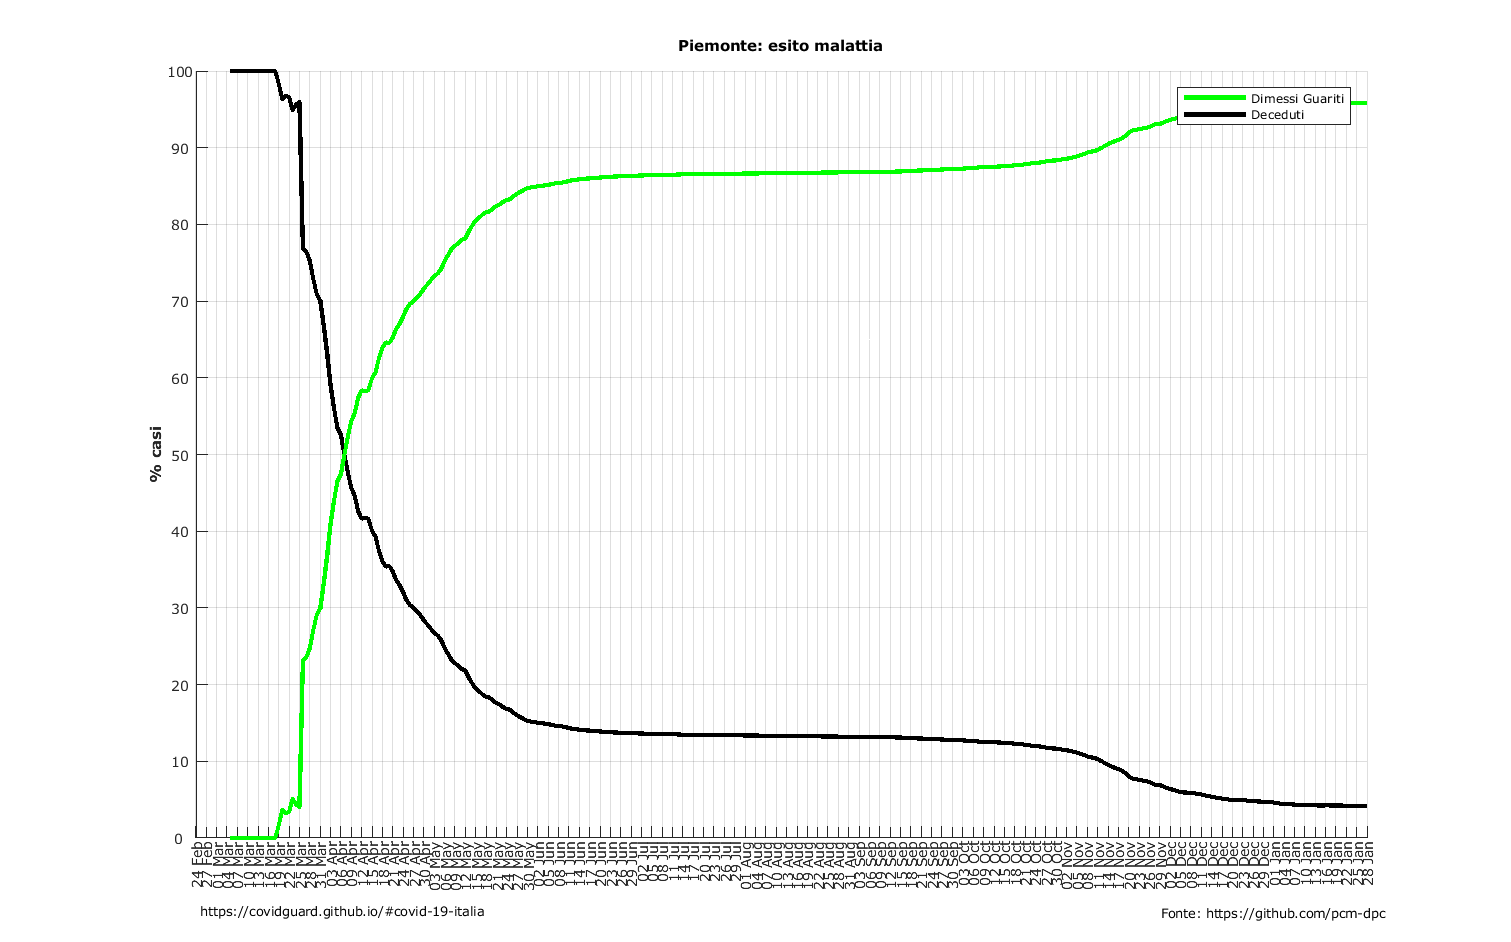 Piemonte: esito malattia
Dimessi Guariti
Deceduti
% casi
100
90
80
70
60
50
40
30
20
10
0
24 Feb
27 Feb
01 Mar
04 Mar
07 Mar
10 Mar
13 Mar
16 Mar
19 Mar
22 Mar
25 Mar
28 Mar
31 Mar
03 Apr
06 Apr
09 Apr
12 Apr
15 Apr
18 Apr
21 Apr
24 Apr
27 Apr
30 Apr
03 May
06 May
09 May
12 May
15 May
18 May
21 May
24 May
27 May
30 May
02 Jun
05 Jun
08 Jun
11 Jun
14 Jun
17 Jun
20 Jun
23 Jun
26 Jun
29 Jun
02 Jul
05 Jul
08 Jul
11 Jul
14 Jul
17 Jul
20 Jul
23 Jul
26 Jul
29 Jul
01 Aug
04 Aug
07 Aug
10 Aug
13 Aug
16 Aug
19 Aug
22 Aug
25 Aug
28 Aug
31 Aug
03 Sep
06 Sep
09 Sep
12 Sep
15 Sep
18 Sep
21 Sep
24 Sep
27 Sep
30 Sep
03 Oct
06 Oct
09 Oct
12 Oct
15 Oct
18 Oct
21 Oct
24 Oct
27 Oct
30 Oct
02 Nov
05 Nov
08 Nov
11 Nov
14 Nov
17 Nov
20 Nov
23 Nov
26 Nov
29 Nov
02 Dec
05 Dec
08 Dec
11 Dec
14 Dec
17 Dec
20 Dec
23 Dec
26 Dec
29 Dec
01 Jan
04 Jan
07 Jan
10 Jan
13 Jan
16 Jan
19 Jan
22 Jan
25 Jan
28 Jan
https://covidguard.github.io/#covid-19-italia
Fonte: https://github.com/pcm-dpc